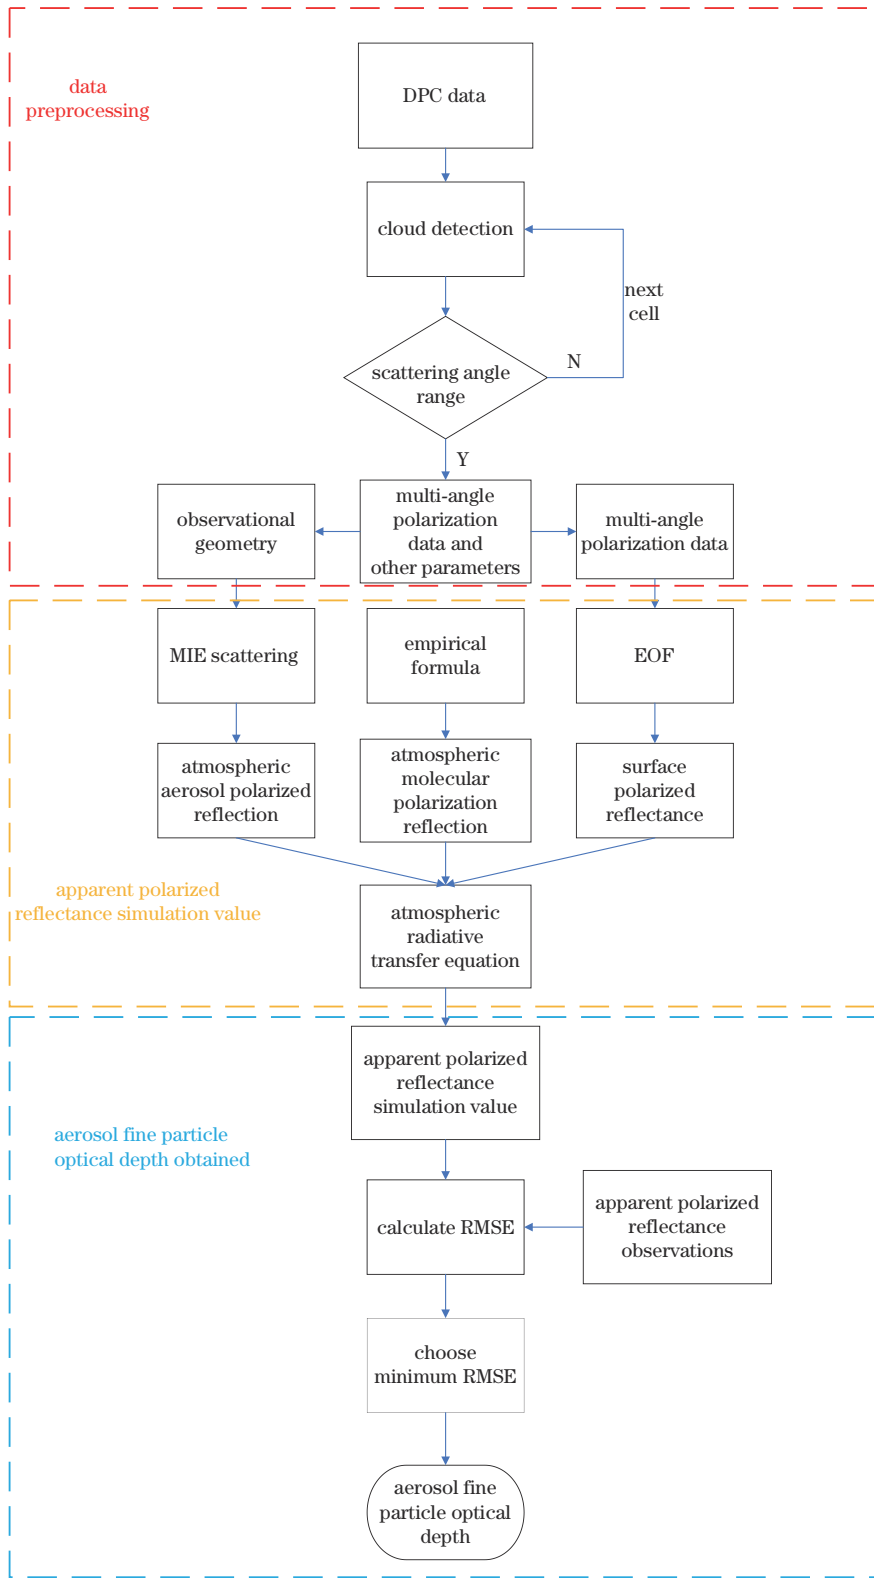 data
preprocessing
DPC data
cloud detection
next
cell
scattering angle
range
N
Y
observational
geometry
multi-angle
polarization
data and
other parameters
multi-angle
polarization data
MIE scattering
empirical
formula
EOF
atmospheric
aerosol polarized
reflection
atmospheric
molecular
polarization
reflection
surface
polarized
reflectance
apparent polarized
reflectance simulation value
atmospheric
radiative
transfer equation
apparent polarized
reflectance
simulation value
aerosol fine particle
optical depth obtained
calculate RMSE
apparent polarized
reflectance
observations
choose
minimum RMSE
aerosol fine
particle optical
depth